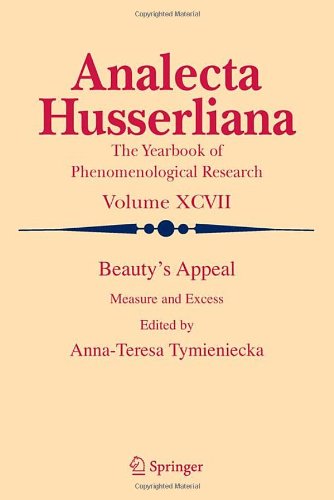 Analecta
Husserliana
The Yearbook of
Phenomenological Research
Volume XCVII
Beauty's Appeal
Measure and Excess
Edited by
Anna-Teresa Tymieniecka
Springer